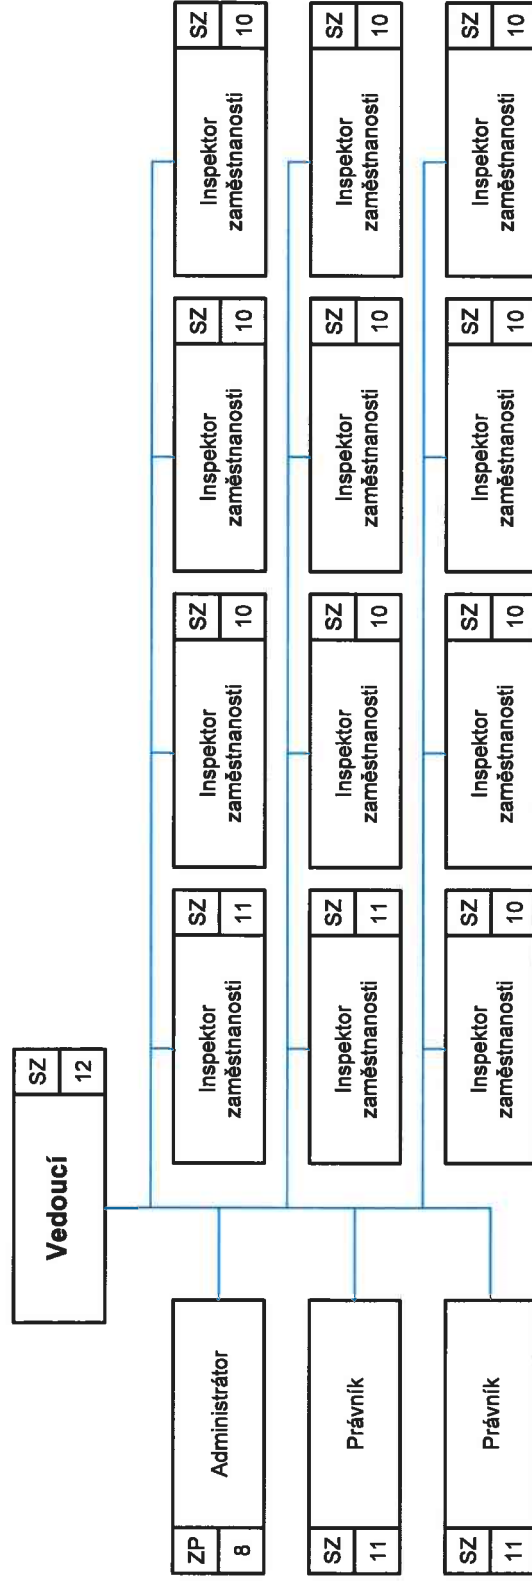 Vedoucí
SZ
12
ZP
8
Administrátor
Inspektor
zaměstnanosti
SZ
11
Inspektor
zaměstnanosti
SZ
10
Inspektor
zaměstnanosti
SZ
10
Inspektor
zaměstnanosti
SZ
10
SZ
11
Právník
Inspektor
zaměstnanosti
SZ
11
Inspektor
zaměstnanosti
SZ
10
Inspektor
zaměstnanosti
SZ
10
Inspektor
zaměstnanosti
SZ
10
SZ
11
Právník
Inspektor
zaměstnanosti
SZ
10
Inspektor
zaměstnanosti
SZ
10
Inspektor
zaměstnanosti
SZ
10
Inspektor
zaměstnanosti
SZ
10